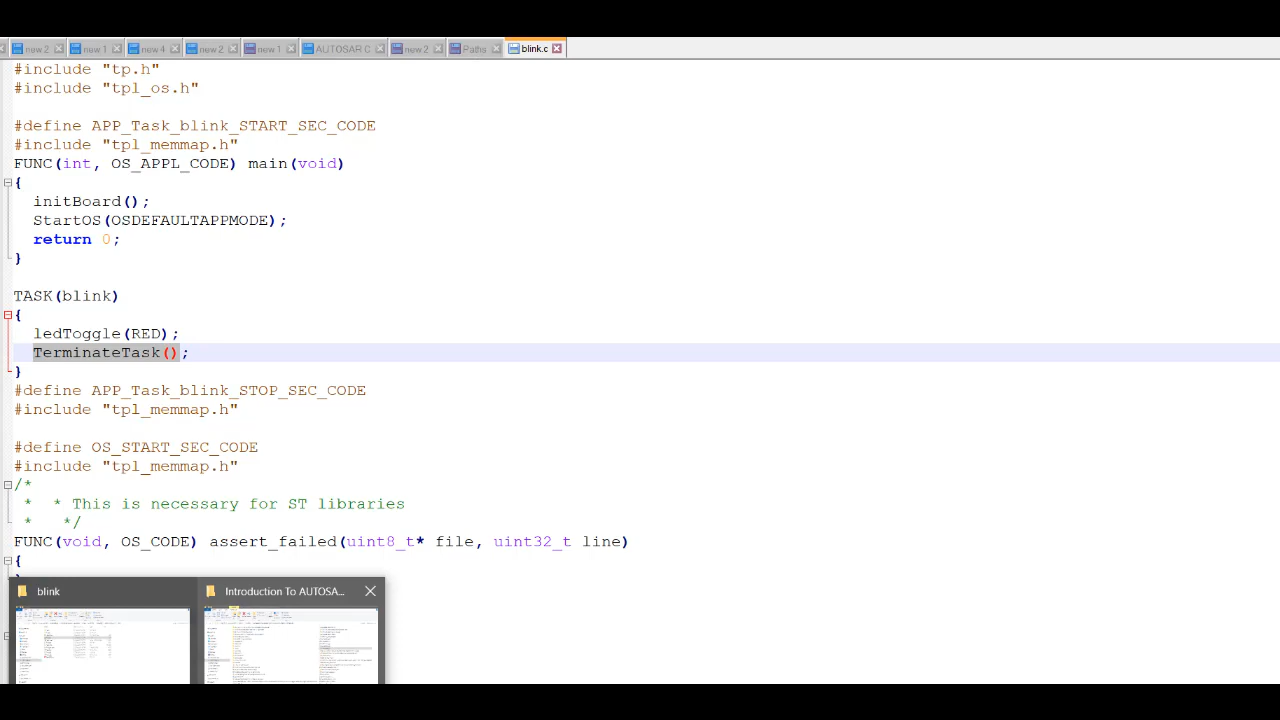 new 2 new 1 new 4 new 2 new 1 AUTOSAR C new 2 Paths blink.c
#include "tp.h"
#include "tpl_os.h"
#define APP_Task_blink_START_SEC_CODE
#include "tpl_memmap.h"
FUNC(int, OS_APPL_CODE) main(void)
{
initBoard();
StartOS(OSDEFAULTAPPMODE);
return 0;
}
TASK(blink)
{
ledToggle(RED);
TerminateTask();
}
#define APP_Task_blink_STOP_SEC_CODE
#include "tpl_memmap.h"
#define OS_START_SEC_CODE
#include "tpl_memmap.h"
/*
* * This is necessary for ST libraries
* */
FUNC(void, OS_CODE) assert_failed(uint8_t* file, uint32_t line)
{
blink Introduction To AUTOSA...